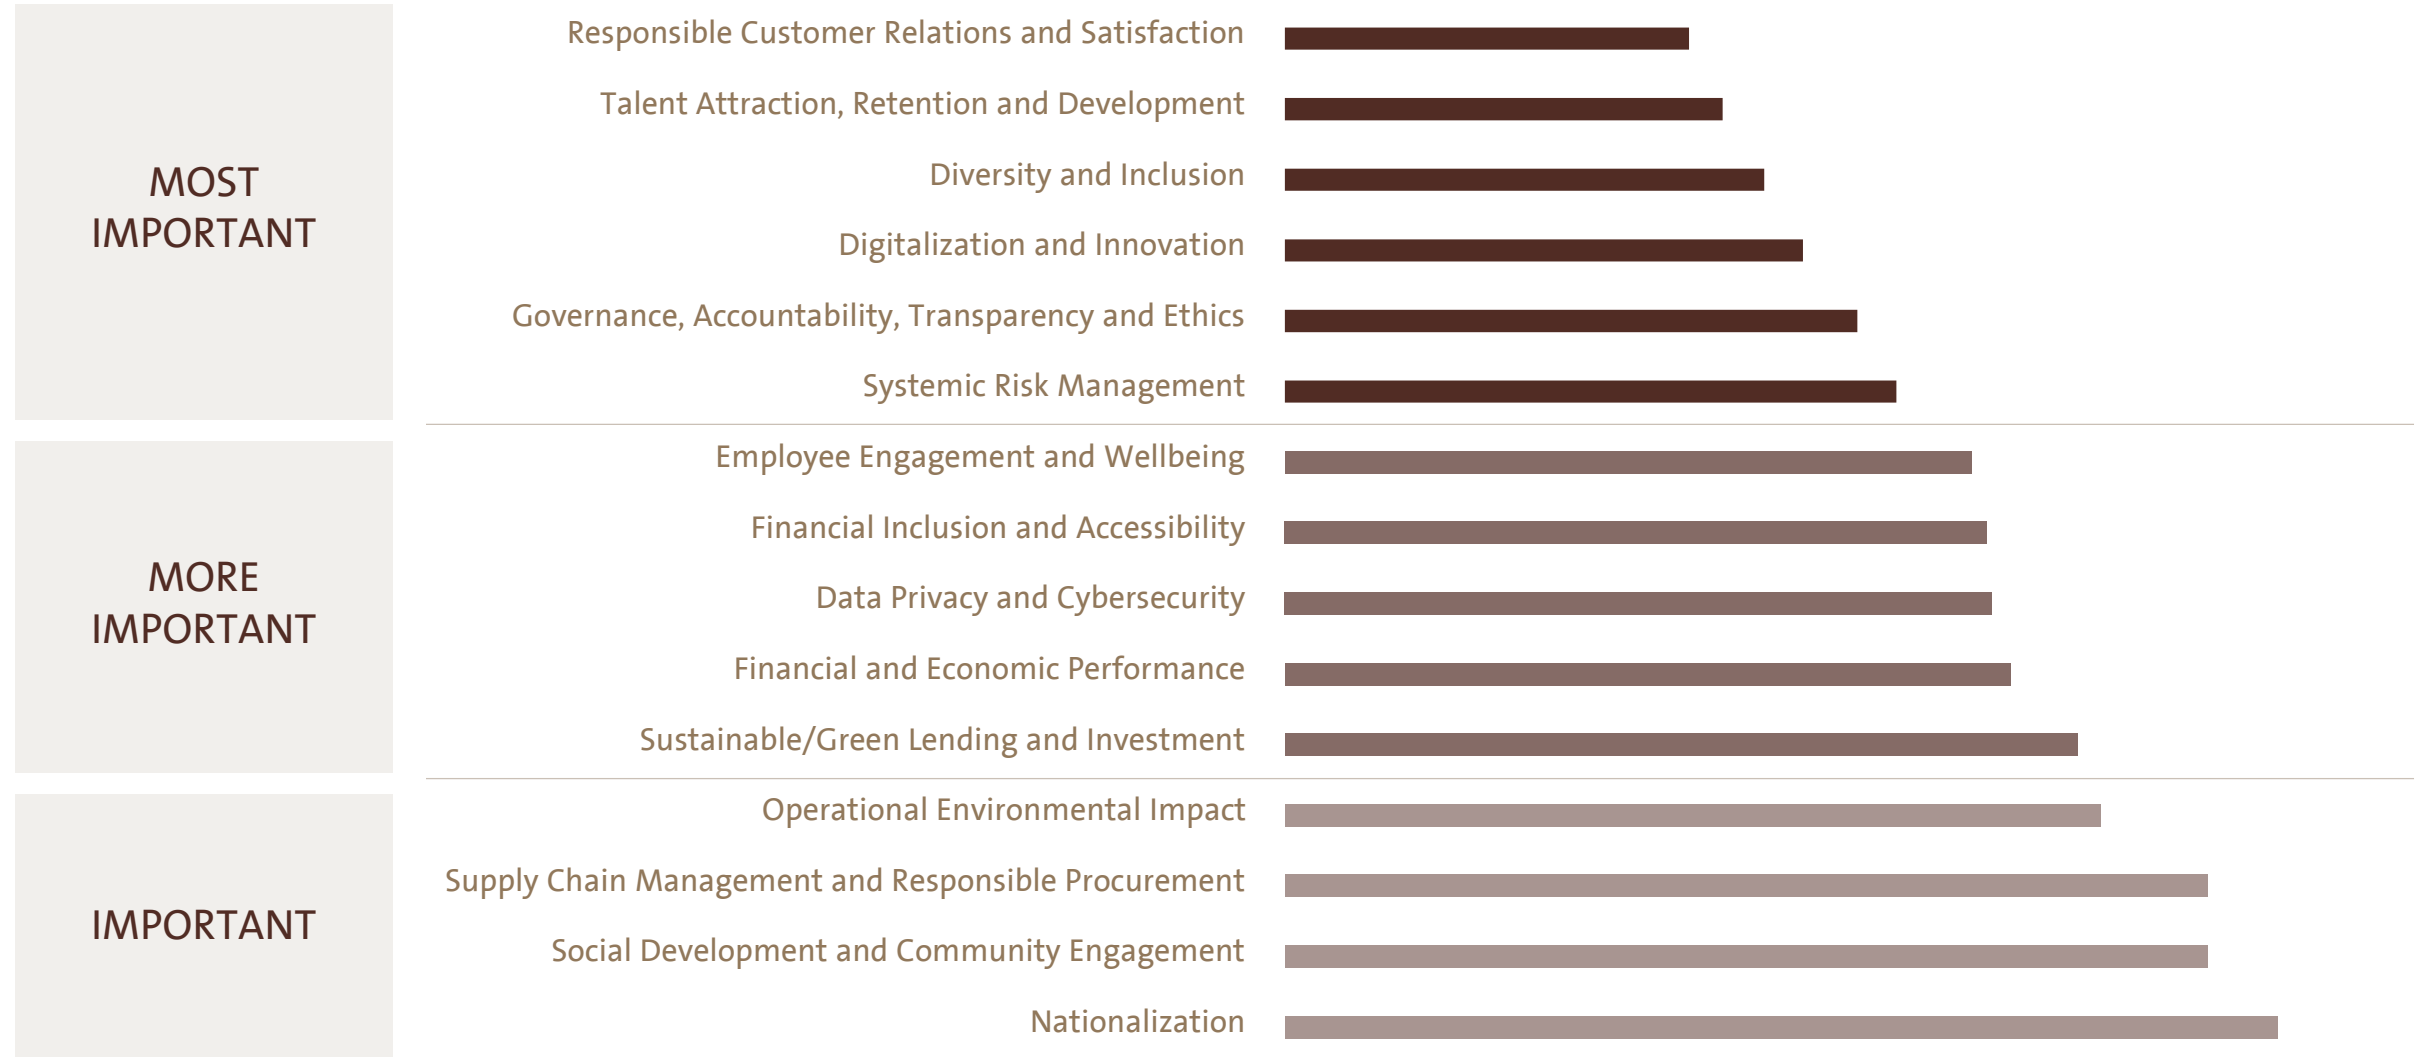 MOST
IMPORTANT
Responsible Customer Relations and Satisfaction
Talent Attraction, Retention and Development
Diversity and Inclusion
Digitalization and Innovation
Governance, Accountability, Transparency and Ethics
Systemic Risk Management
MORE
IMPORTANT
Employee Engagement and Wellbeing
Financial Inclusion and Accessibility
Data Privacy and Cybersecurity
Financial and Economic Performance
Sustainable/Green Lending and Investment
IMPORTANT
Operational Environmental Impact
Supply Chain Management and Responsible Procurement
Social Development and Community Engagement
Nationalization